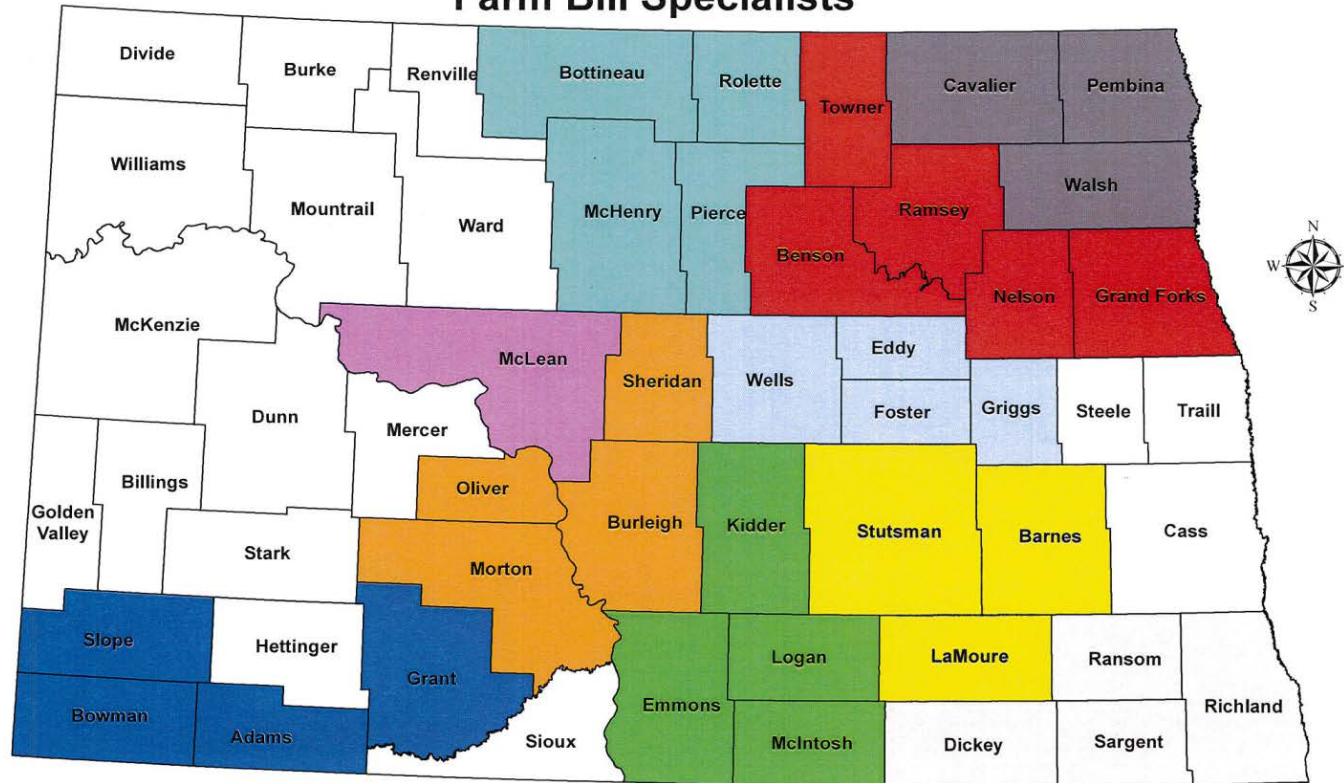 Farm Bill Specialists
Divide
Burke
Renville
Bottineau
Rolette
Towner
Cavalier
Pembina
Williams
Mountrail
Ward
McHenry
Pierce
Benson
Ramsey
Walsh
Nelson
Grand Forks
N
W
S
McKenzie
McLean
Sheridan
Wells
Eddy
Foster
Griggs
Steele
Traill
Dunn
Mercer
Golden
Valley
Billings
Stark
Oliver
Morton
Burleigh
Kidder
Stutsman
Barnes
Cass
Slope
Hettinger
Grant
Bowman
Adams
Sioux
Emmons
Logan
McIntosh
LaMoure
Dickey
Ransom
Sargent
Richland